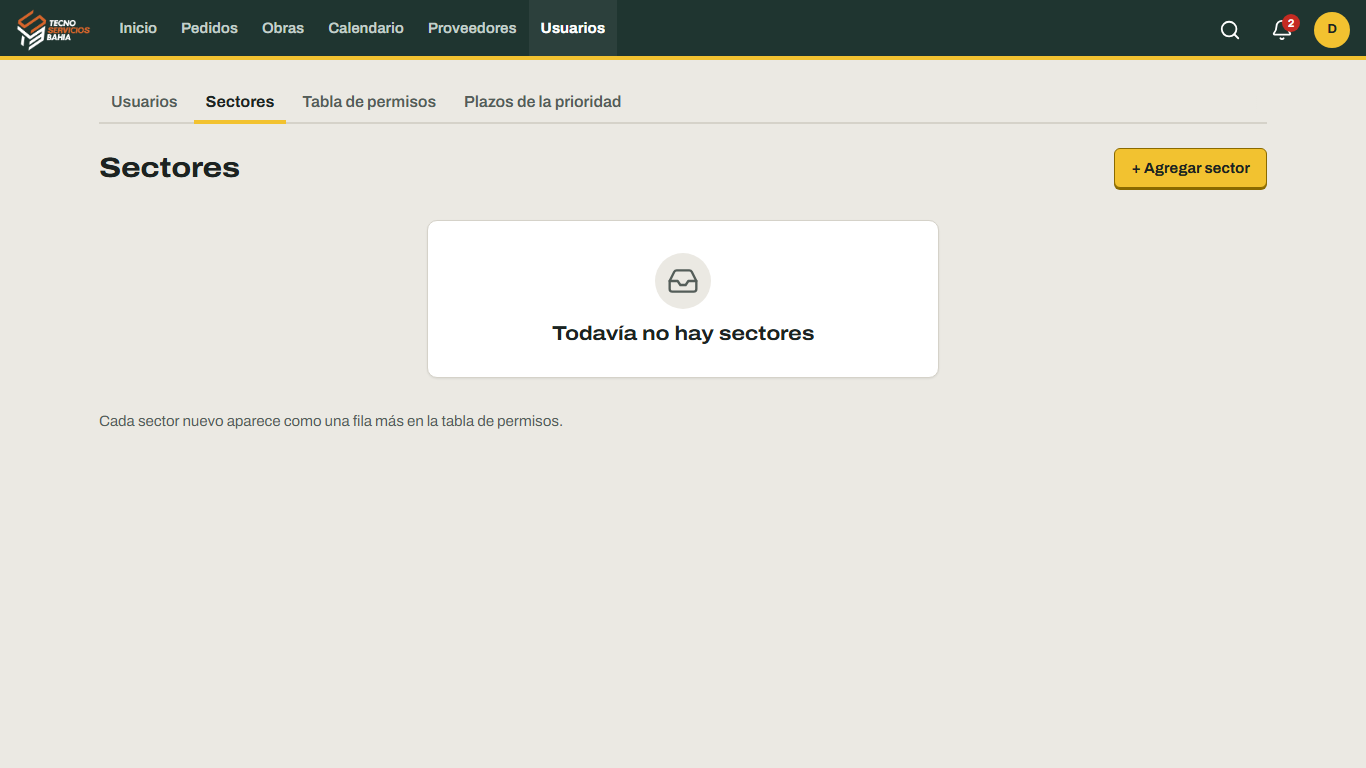 TECNO
SERVICIOS
BAHIA
Inicio
Pedidos
Obras
Calendario
Proveedores
Usuarios
2
D
Usuarios
Sectores
Tabla de permisos
Plazos de la prioridad
Sectores
+ Agregar sector
Todavía no hay sectores
Cada sector nuevo aparece como una fila más en la tabla de permisos.